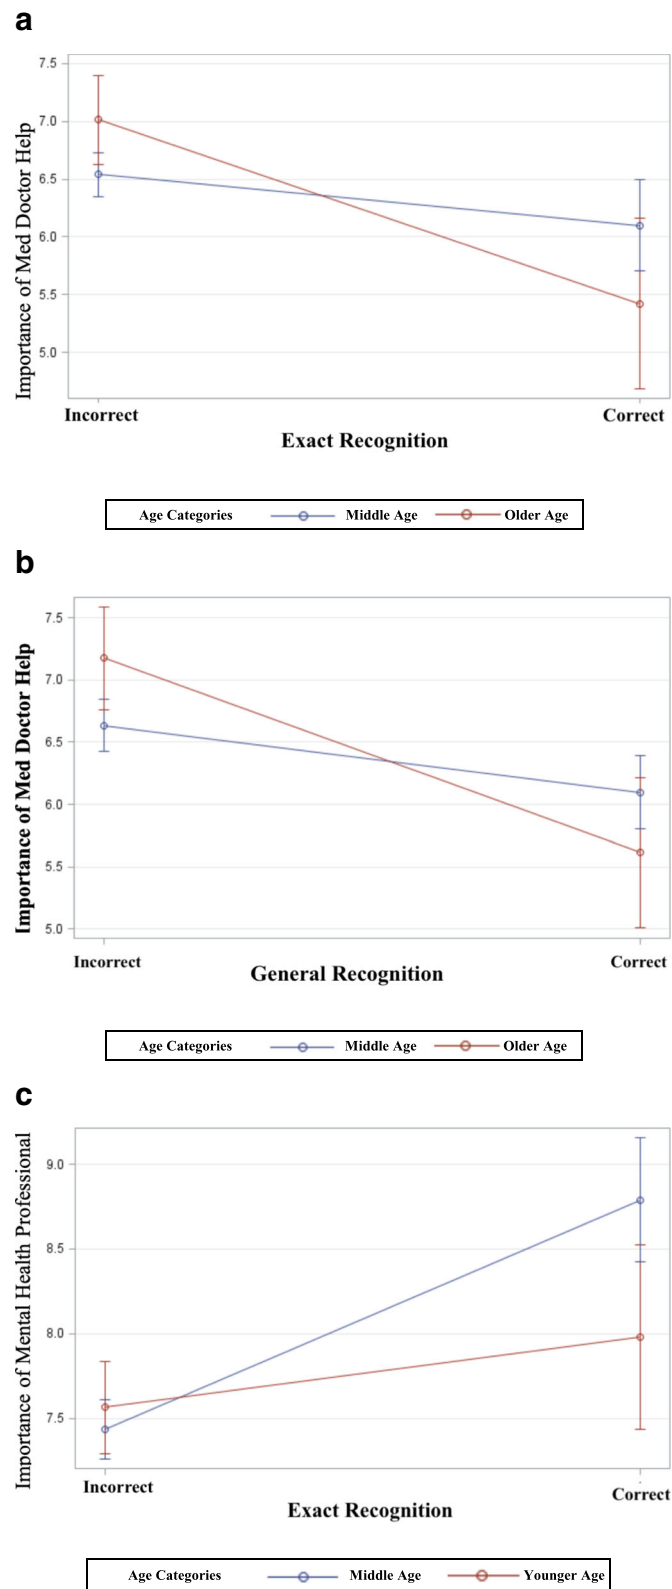 a
Importance of Med Doctor Help
7.5
7.0
6.5
6.0
5.5
5.0
Incorrect Correct
Exact Recognition
Age Categories Middle Age Older Age
b
Importance of Med Doctor Help
7.5
7.0
6.5
6.0
5.5
5.0
Incorrect Correct
General Recognition
Age Categories Middle Age Older Age
c
Importance of Mental Health Professional
9.0
8.5
8.0
7.5
Incorrect Correct
Exact Recognition
Age Categories Middle Age Younger Age